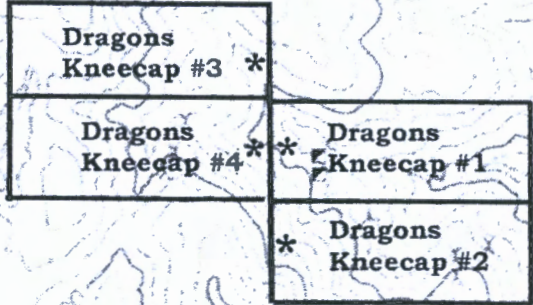 Dragons
Kneecap #3 *
Dragons
Kneecap #4 *
* Dragons
Kneecap #1
Dragons
* Kneecap #2